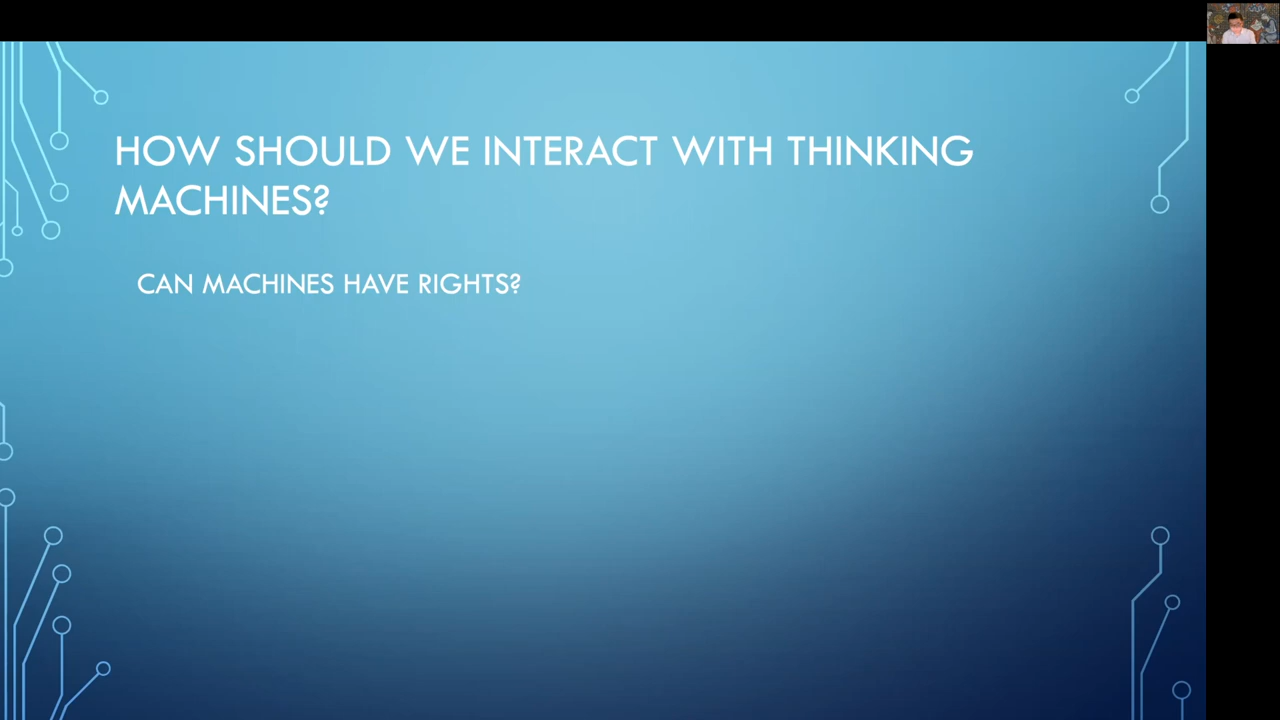 HOW SHOULD WE INTERACT WITH THINKING
MACHINES?
CAN MACHINES HAVE RIGHTS?